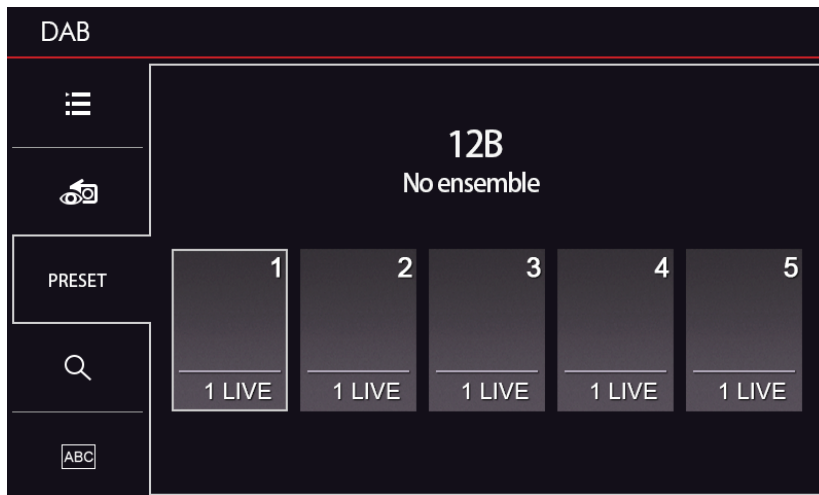 DAB
12B
No ensemble
PRESET
1 2 3 4 5
1 LIVE 1 LIVE 1 LIVE 1 LIVE 1 LIVE
ABC